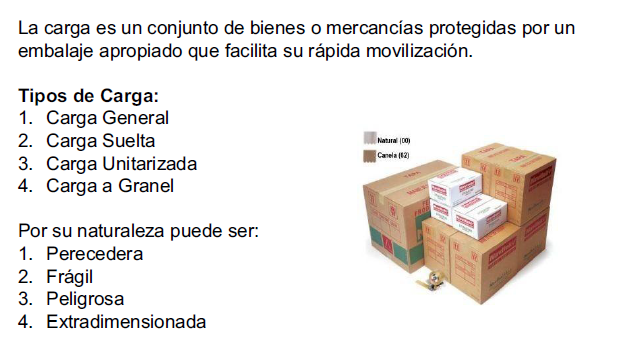 La carga es un conjunto de bienes o mercancías protegidas por un
embalaje apropiado que facilita su rápida movilización.
Tipos de Carga:
1. Carga General
2. Carga Suelta
3. Carga Unitarizada
4. Carga a Granel
Natural (00)
Canela (62)
Por su naturaleza puede ser:
1. Perecedera
2. Frágil
3. Peligrosa
4. Extradimensionada